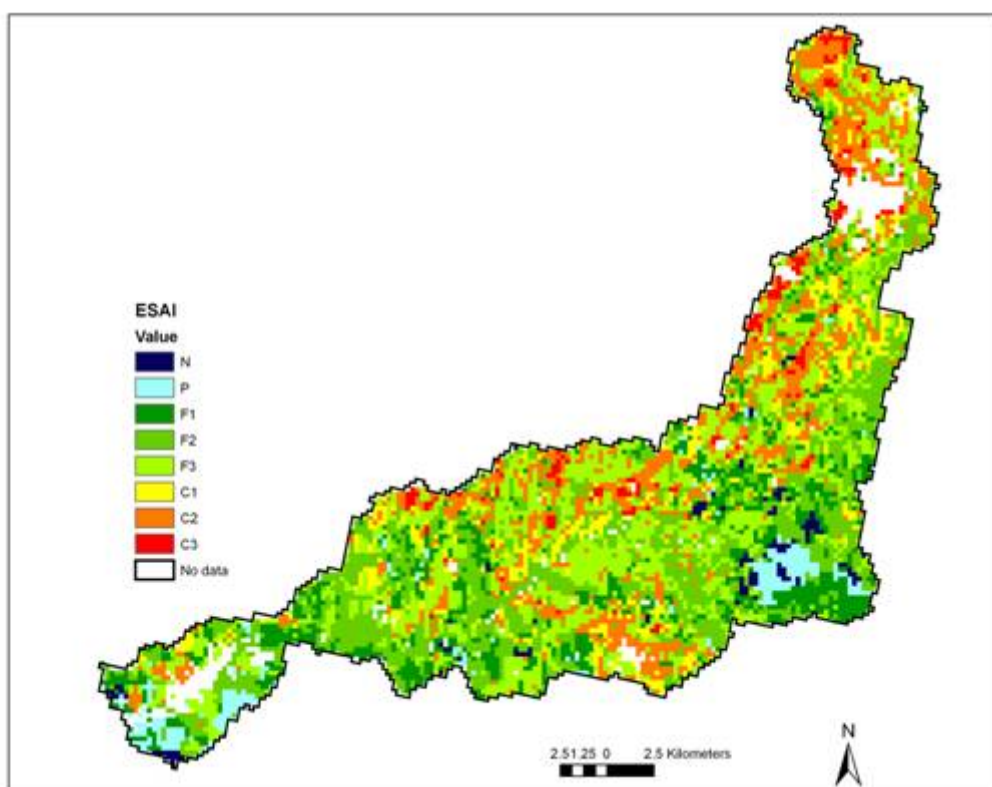 ESAI
Value
N
P
F1
F2
F3
C1
C2
C3
No data
N
2.51.25 0 2.5 Kilometers